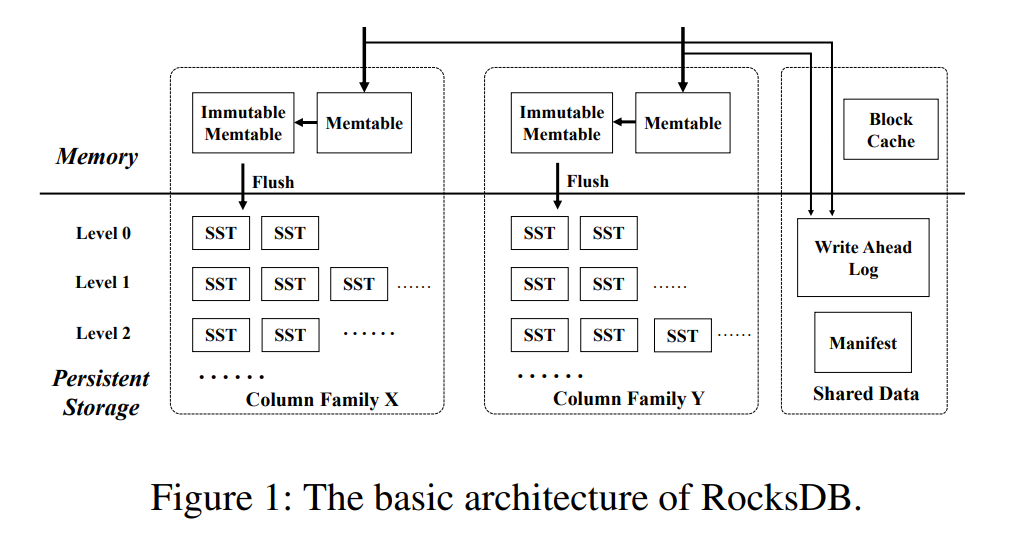 Immutable
Memtable
Memtable
Immutable
Memtable
Memtable
Block
Cache
Memory
Flush
Flush
Level 0
SST
SST
SST
SST
Write Ahead
Log
Level 1
SST
SST
SST
......
SST
SST
......
Level 2
SST
SST
......
SST
SST
SST
......
Manifest
Persistent
Storage
......
......
Column Family X
Column Family Y
Shared Data
Figure 1: The basic architecture of RocksDB.